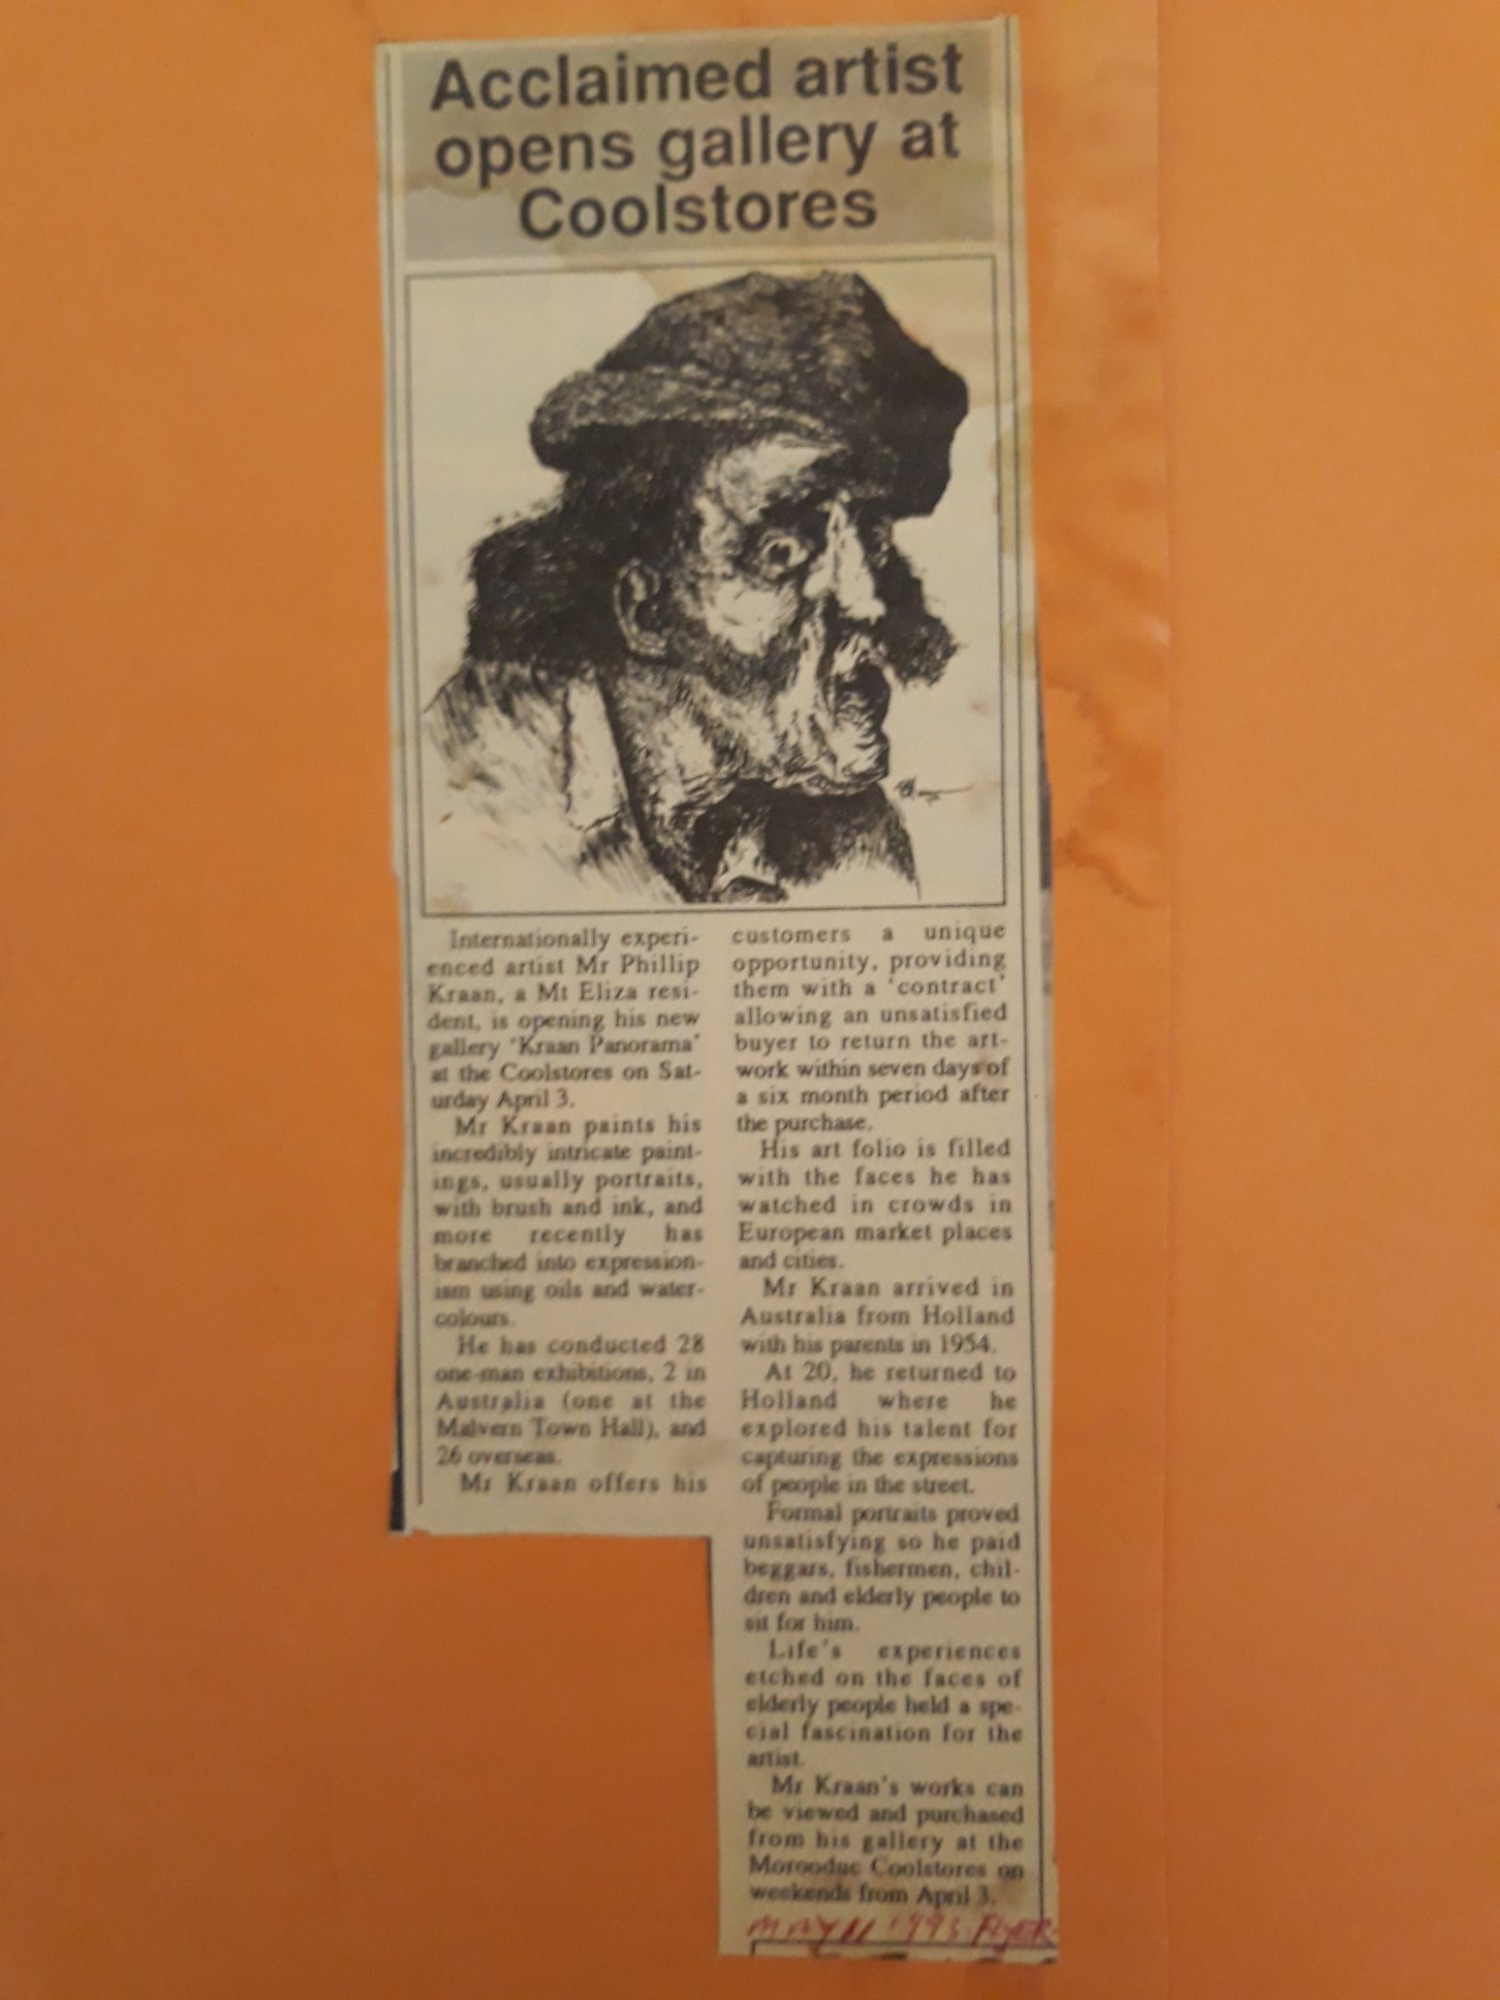 Acclaimed artist
opens gallery at
Coolstores
Internationally experi-
enced artist Mr Phillip
Kraan, a Mt Eliza resi-
dent, is opening his new
gallery 'Kraan Panorama'
at the Coolstores on Sat-
urday April 3.
Mr Kraan paints his
incredibly intricate paint-
ings, usually portraits,
with brush and ink, and
more recently has
branched into expression-
ism using oils and water-
colours.
He has conducted 28
one-man exhibitions, 2 in
Australia (one at the
Malvern Town Hall), and
26 overseas.
Mr Kraan offers his
customers a unique
opportunity, providing
them with a 'contract'
allowing an unsatisfied
buyer to return the art-
work within seven days of
a six month period after
the purchase.
His art folio is filled
with the faces he has
watched in crowds in
European market places
and cities.
Mr Kraan arrived in
Australia from Holland
with his parents in 1954.
At 20, he returned to
Holland where he
explored his talent for
capturing the expressions
of people in the street.
Formal portraits proved
unsatisfying so he paid
beggars, fishermen, chil-
dren and elderly people to
sit for him.
Life's experiences
etched on the faces of
elderly people held a spe-
cial fascination for the
artist.
Mr Kraan's works can
be viewed and purchased
from his gallery at the
Morooduc Coolstores on
weekends from April 3.
1993 FLYER